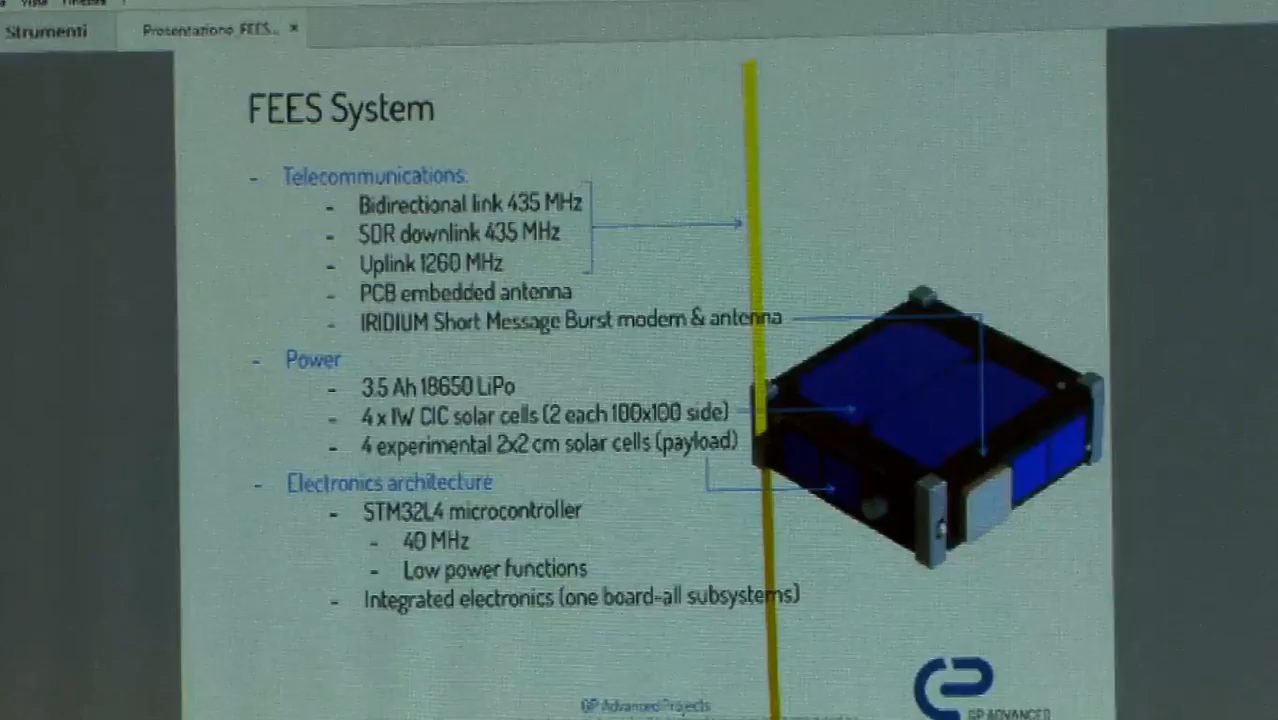 Strumenti
Presentazione FEES... ×
FEES System
- Telecommunications:
- Bidirectional link 435 MHz
- SDR downlink 435 MHz
- Uplink 1260 MHz
- PCB embedded antenna
- IRIDIUM Short Message Burst modem & antenna
- Power
- 3.5 Ah 18650 LiPo
- 4 x 1W CIC solar cells (2 each 100x100 side)
- 4 experimental 2x2 cm solar cells (payload)
- Electronics architecture
- STM32L4 microcontroller
- 40 MHz
- Low power functions
- Integrated electronics (one board-all subsystems)
GP Advanced Projects
GP ADVANCED